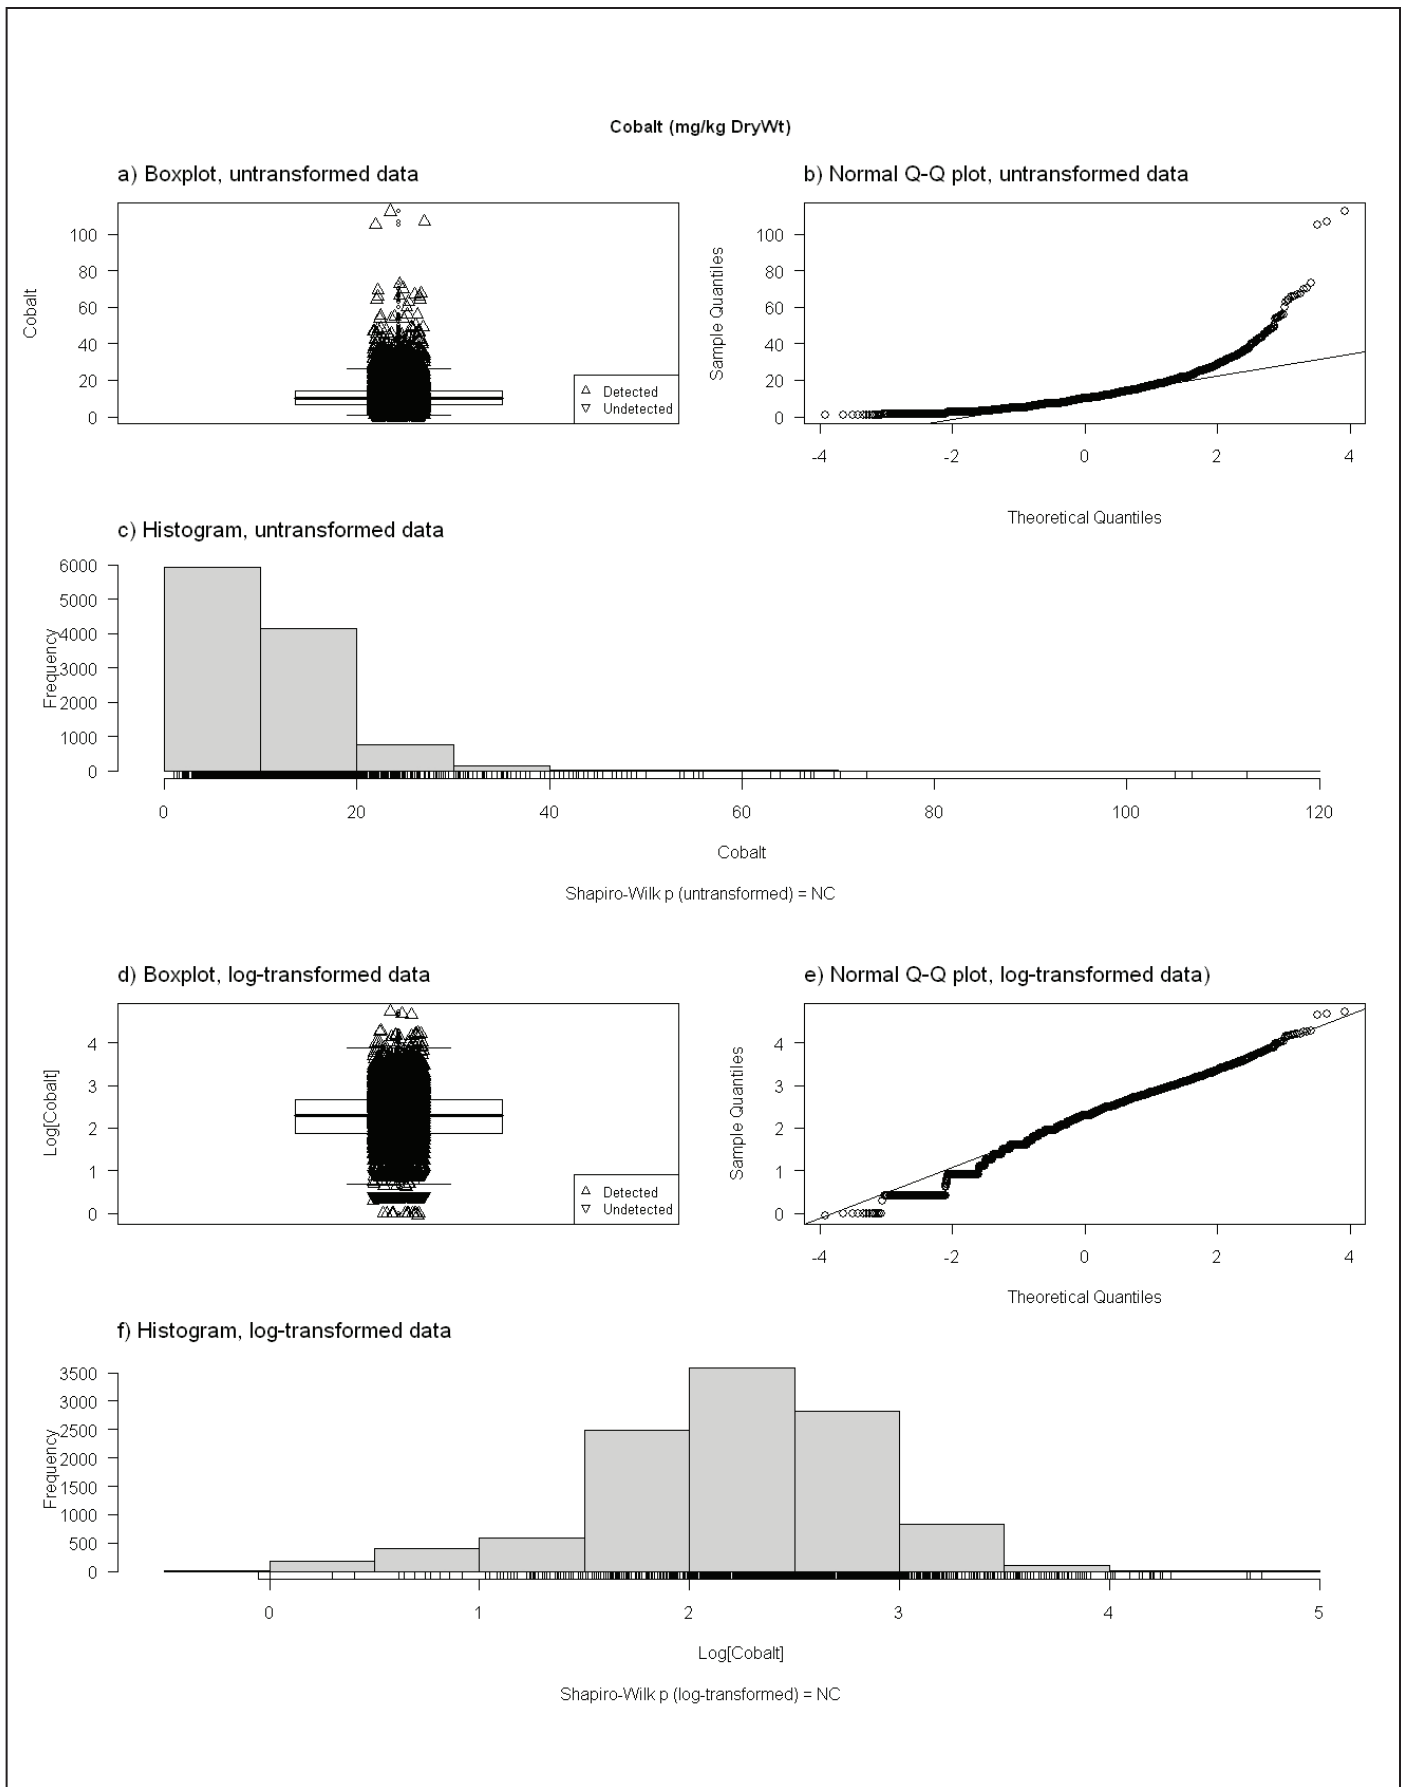 Cobalt (mg/kg DryWt)
a) Boxplot, untransformed data
Cobalt
100
80
60
40
20
0
Detected
Undetected
b) Normal Q-Q plot, untransformed data
Sample Quantiles
100
80
60
40
20
0
-4 -2 0 2 4
Theoretical Quantiles
c) Histogram, untransformed data
Frequency
6000
5000
4000
3000
2000
1000
0
0 20 40 60 80 100 120
Cobalt
Shapiro-Wilk p (untransformed) = NC
d) Boxplot, log-transformed data
Log[Cobalt]
4
3
2
1
0
Detected
Undetected
e) Normal Q-Q plot, log-transformed data)
Sample Quantiles
4
3
2
1
0
-4 -2 0 2 4
Theoretical Quantiles
f) Histogram, log-transformed data
Frequency
3500
3000
2500
2000
1500
1000
500
0
0 1 2 3 4 5
Log[Cobalt]
Shapiro-Wilk p (log-transformed) = NC